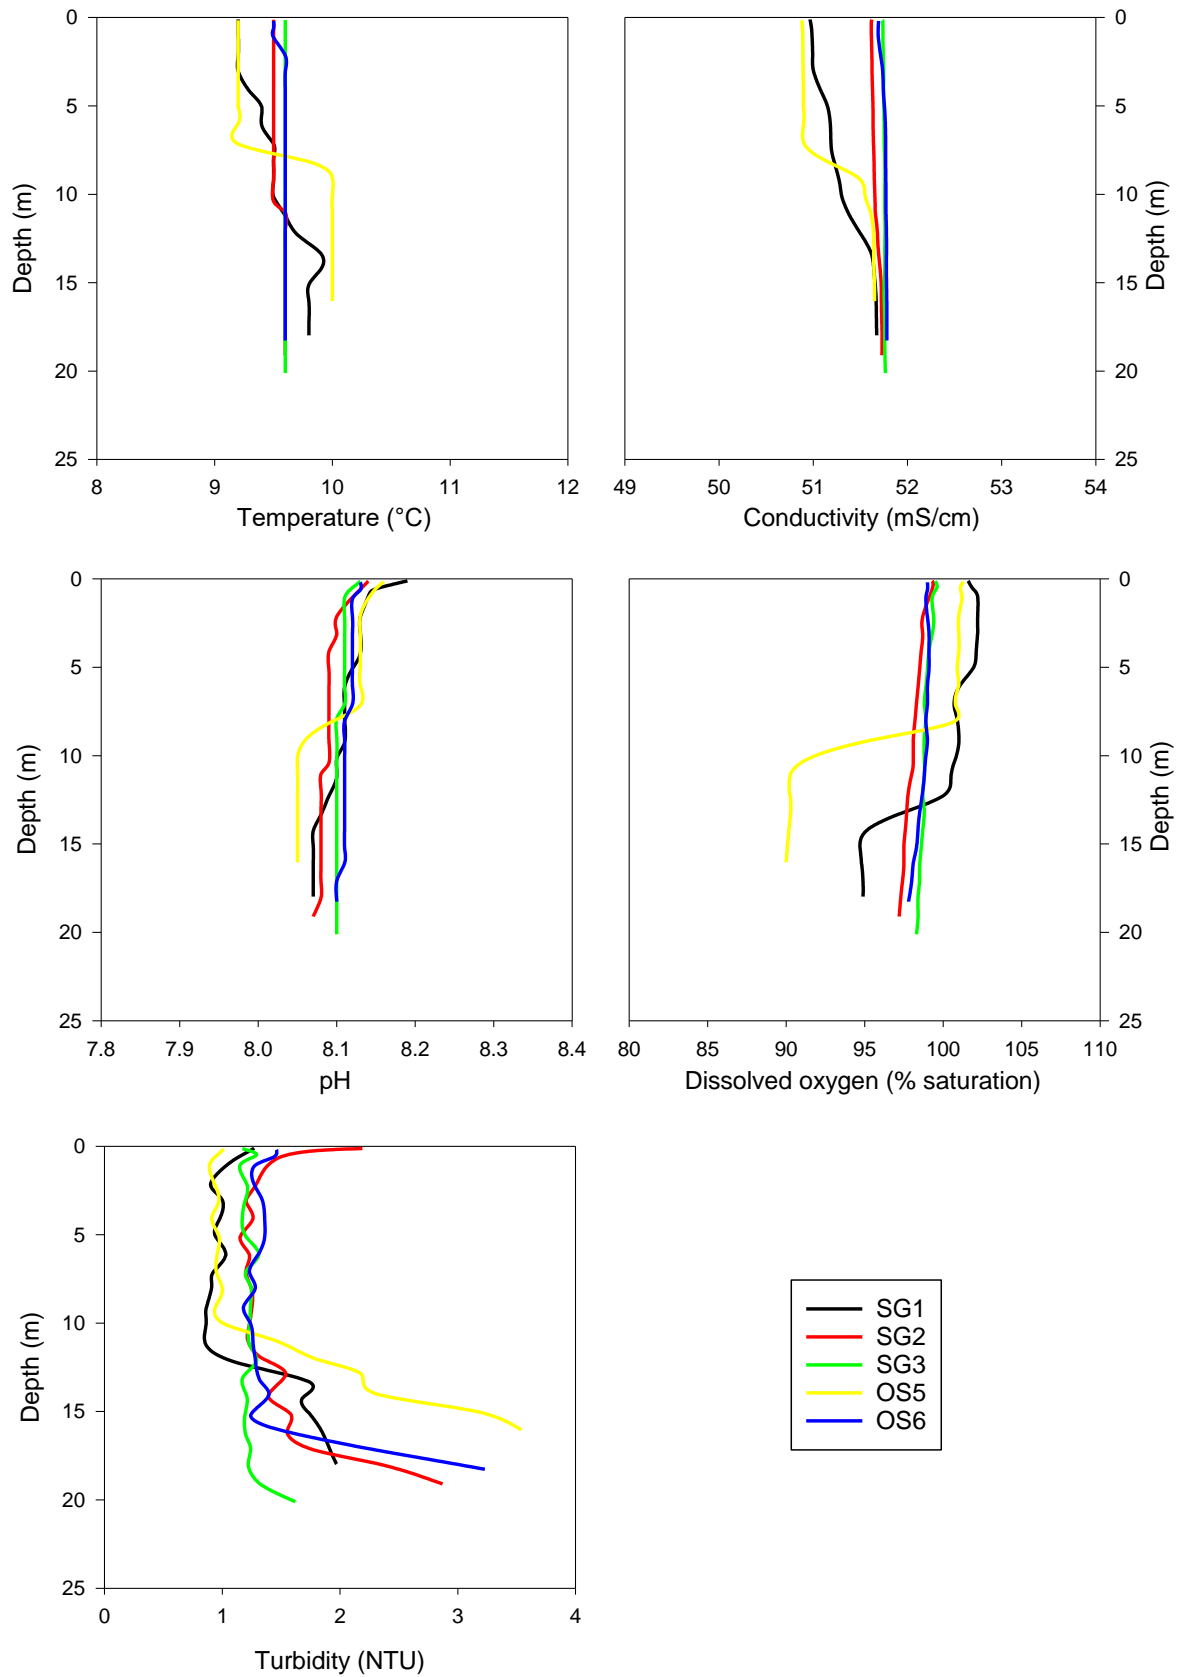 0
5
10
15
20
25
Depth (m)
8 9 10 11 12
Temperature (°C)
0
5
10
15
20
25
Depth (m)
49 50 51 52 53 54
Conductivity (mS/cm)
0
5
10
15
20
25
Depth (m)
7.8 7.9 8.0 8.1 8.2 8.3 8.4
pH
0
5
10
15
20
25
Depth (m)
80 85 90 95 100 105 110
Dissolved oxygen (% saturation)
0
5
10
15
20
25
Depth (m)
0 1 2 3 4
Turbidity (NTU)
SG1
SG2
SG3
OS5
OS6